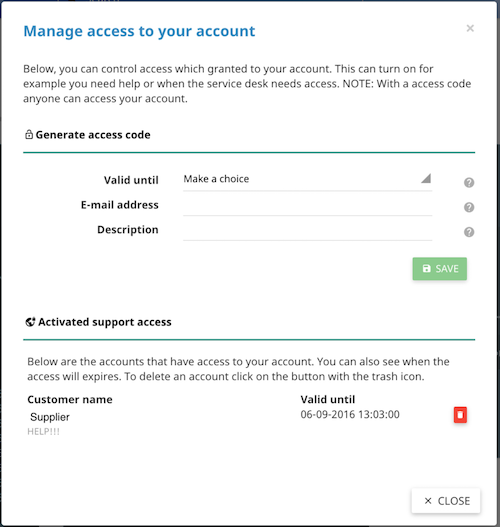 Manage access to your account
Below, you can control access which granted to your account. This can turn on for
example you need help or when the service desk needs access. NOTE: With a access code
anyone can access your account.
Generate access code
Valid until Make a choice
E-mail address
Description
SAVE
Activated support access
Below are the accounts that have access to your account. You can also see when the
access will expires. To delete an account click on the button with the trash icon.
Customer name Valid until
Supplier 06-09-2016 13:03:00
HELP!!!
× CLOSE